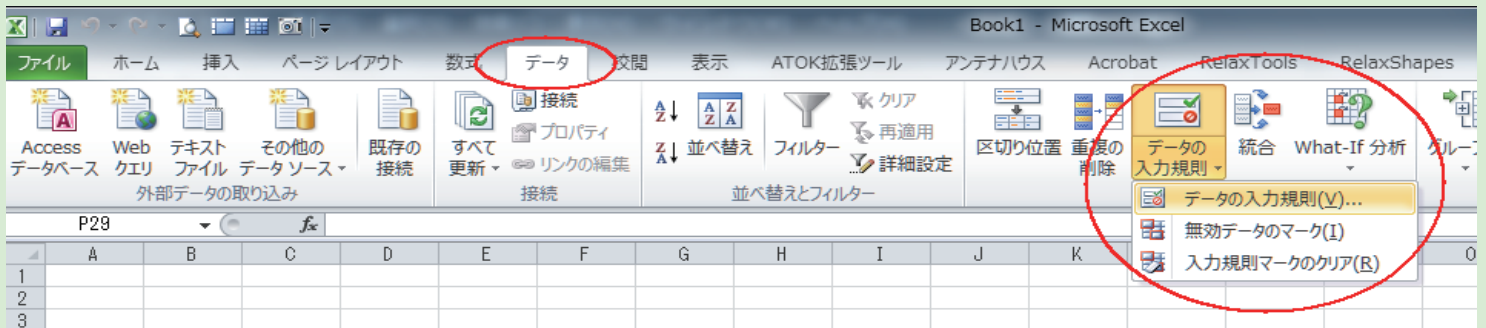 Book1 - Microsoft Excel
ファイル ホーム 挿入 ページ レイアウト 数式 データ 校閲 表示 ATOK拡張ツール アンテナハウス Acrobat RelaxTools RelaxShapes
Access データベース
Web クエリ
テキスト ファイル
その他の データ ソース
既存の 接続
外部データの取り込み
すべて 更新
接続
プロパティ
リンクの編集
接続
並べ替え
フィルター
クリア
再適用
詳細設定
並べ替えとフィルター
区切り位置
重複の 削除
データの 入力規則
統合
What-If 分析
データの入力規則(V)...
無効データのマーク(I)
入力規則マークのクリア(R)
P29 fx
A B C D E F G H I J K O
1
2
3